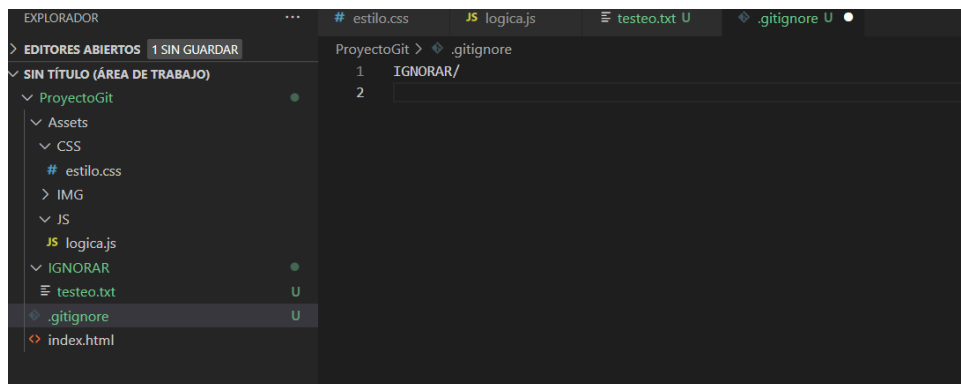 EXPLORADOR ...
EDITORES ABIERTOS 1 SIN GUARDAR
SIN TÍTULO (ÁREA DE TRABAJO)
ProyectoGit
Assets
CSS
# estilo.css
IMG
JS
JS logica.js
IGNORAR
testeo.txt U
.gitignore U
<> index.html
# estilo.css JS logica.js testeo.txt U .gitignore U
ProyectoGit > .gitignore
1 IGNORAR/
2